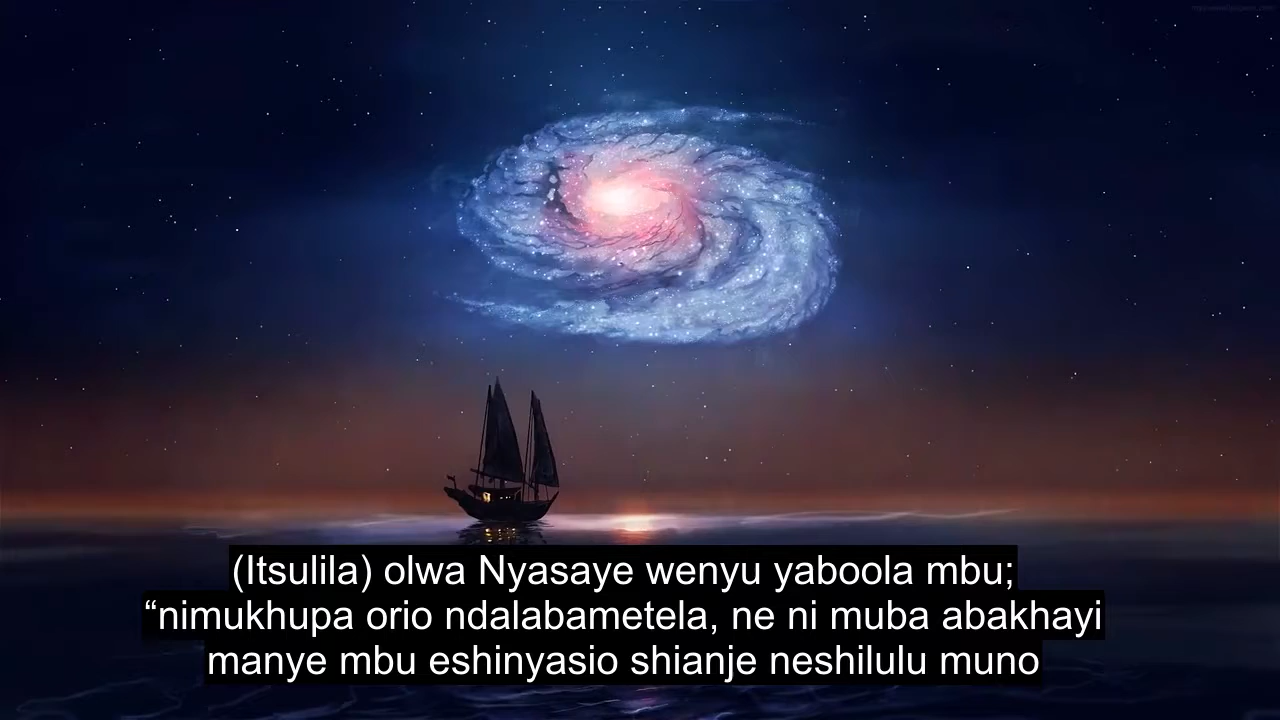 (Itsulila) olwa Nyasaye wenyu yaboola mbu;
“nimukhupa orio ndalabametela, ne ni muba abakhayi
manye mbu eshinyasio shianje neshilulu muno